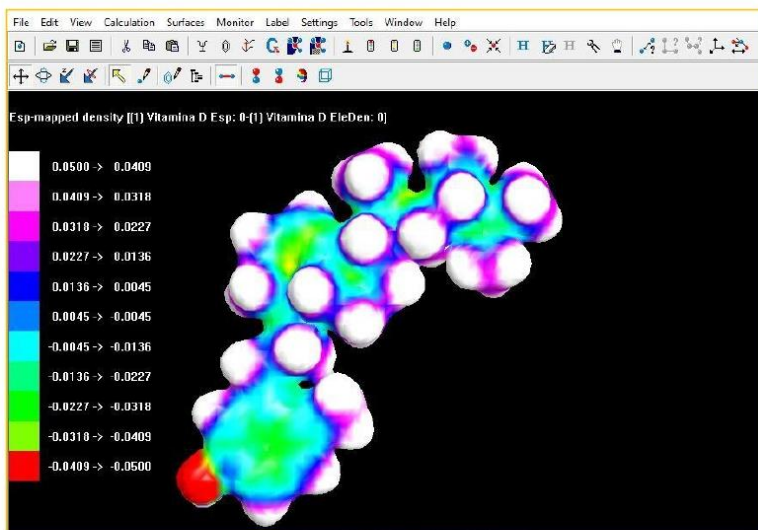 File Edit View Calculation Surfaces Monitor Label Settings Tools Window Help
Esp-mapped density [(1) Vitamina D Esp: 0-(1) Vitamina D EleDen: 0]
0.0500 -> 0.0409
0.0409 -> 0.0318
0.0318 -> 0.0227
0.0227 -> 0.0136
0.0136 -> 0.0045
0.0045 -> -0.0045
-0.0045 -> -0.0136
-0.0136 -> -0.0227
-0.0227 -> -0.0318
-0.0318 -> -0.0409
-0.0409 -> -0.0500